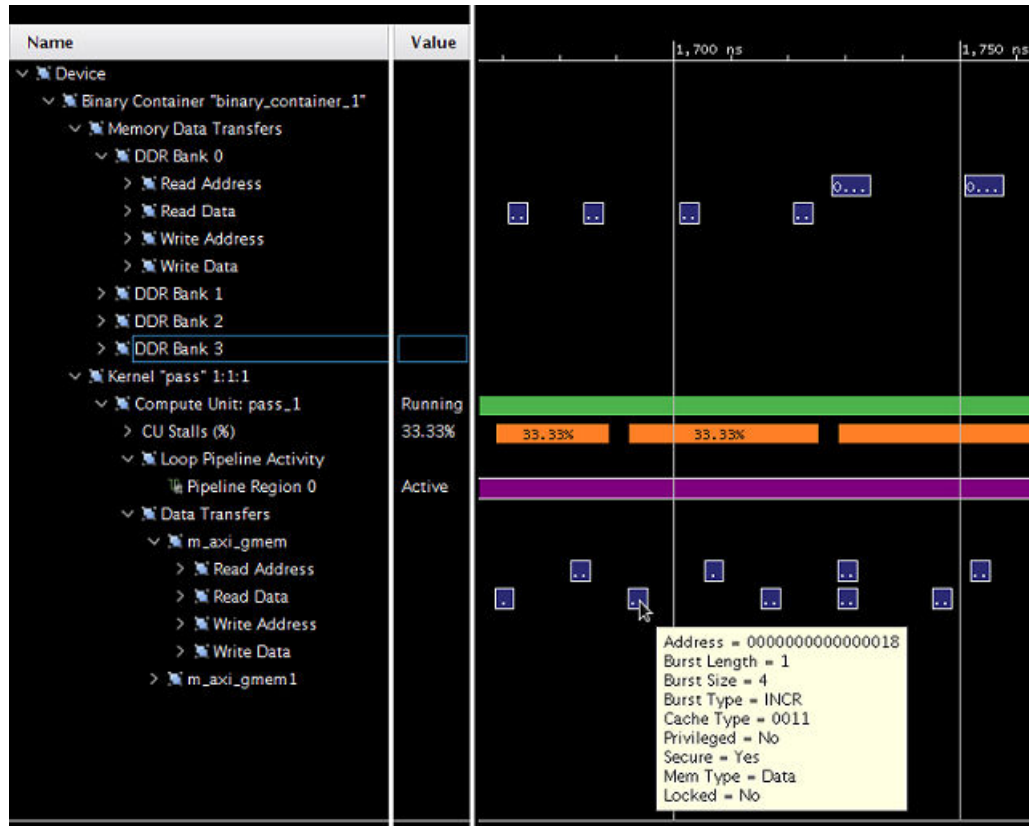 Name Value
1,700 ns 1,750 ns
Device
Binary Container "binary_container_1"
Memory Data Transfers
DDR Bank 0
Read Address 0... 0...
Read Data .. .. .. ..
Write Address
Write Data
DDR Bank 1
DDR Bank 2
DDR Bank 3
Kernel "pass" 1:1:1
Compute Unit: pass_1 Running
CU Stalls (%) 33.33% 33.33% 33.33%
Loop Pipeline Activity
Pipeline Region 0 Active
Data Transfers
m_axi_gmem
Read Address .. . .. ..
Read Data . .. .. .. ..
Write Address
Write Data
m_axi_gmem1
Address = 0000000000000018
Burst Length = 1
Burst Size = 4
Burst Type = INCR
Cache Type = 0011
Privileged = No
Secure = Yes
Mem Type = Data
Locked = No